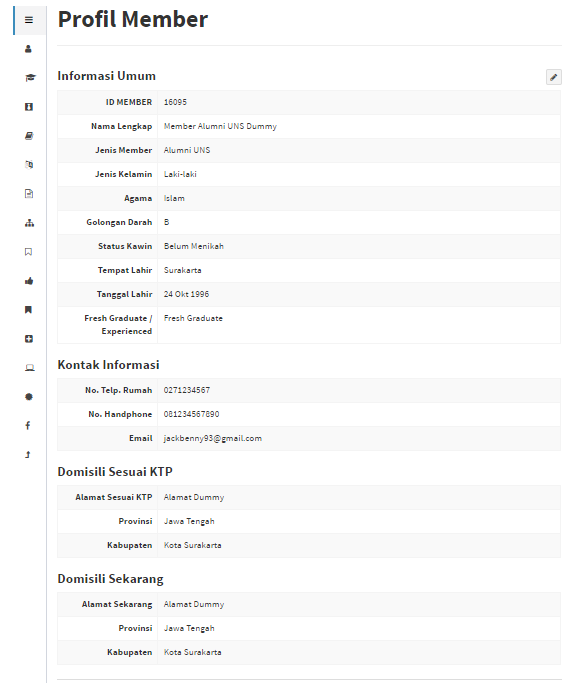 Profil Member
Informasi Umum
ID MEMBER 16095
Nama Lengkap Member Alumni UNS Dummy
Jenis Member Alumni UNS
Jenis Kelamin Laki-laki
Agama Islam
Golongan Darah B
Status Kawin Belum Menikah
Tempat Lahir Surakarta
Tanggal Lahir 24 Okt 1996
Fresh Graduate / Fresh Graduate
Experienced
Kontak Informasi
No. Telp. Rumah 0271234567
No. Handphone 081234567890
Email jackbenny93@gmail.com
Domisili Sesuai KTP
Alamat Sesuai KTP Alamat Dummy
Provinsi Jawa Tengah
Kabupaten Kota Surakarta
Domisili Sekarang
Alamat Sekarang Alamat Dummy
Provinsi Jawa Tengah
Kabupaten Kota Surakarta